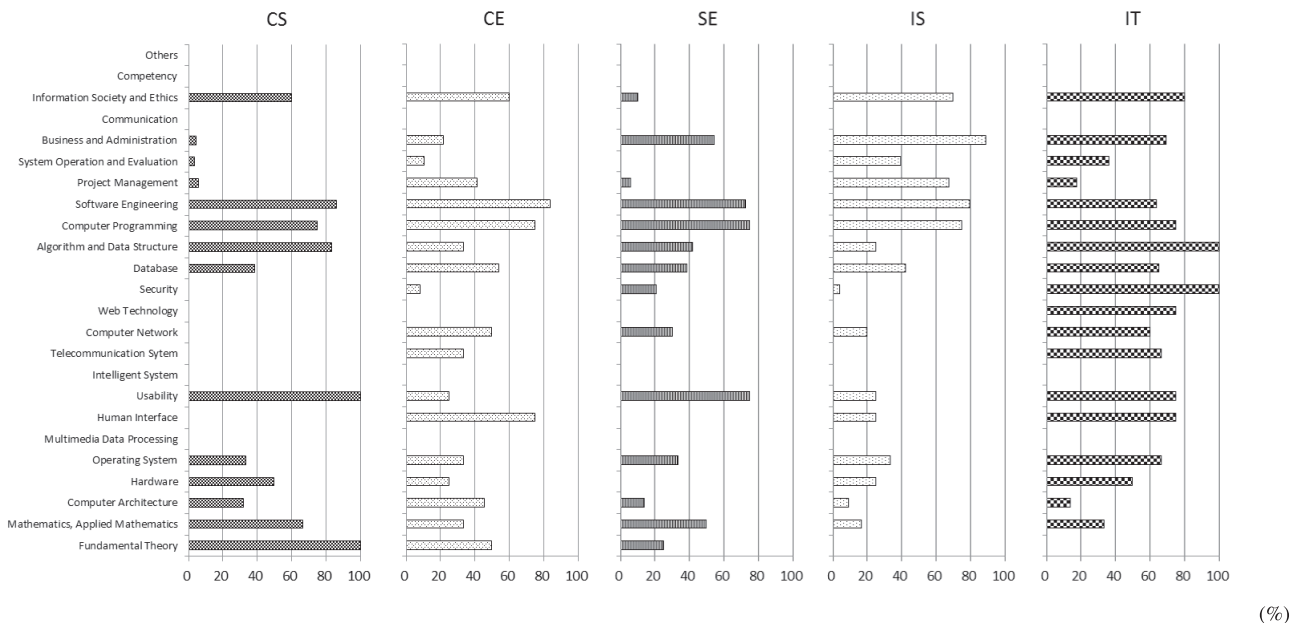 CS CE SE IS IT
Others
Competency
Information Society and Ethics
Communication
Business and Administration
System Operation and Evaluation
Project Management
Software Engineering
Computer Programming
Algorithm and Data Structure
Database
Security
Web Technology
Computer Network
Telecommunication Sytem
Intelligent System
Usability
Human Interface
Multimedia Data Processing
Operating System
Hardware
Computer Architecture
Mathematics, Applied Mathematics
Fundamental Theory
0 20 40 60 80 100 0 20 40 60 80 100 0 20 40 60 80 100 0 20 40 60 80 100 0 20 40 60 80 100
(%)